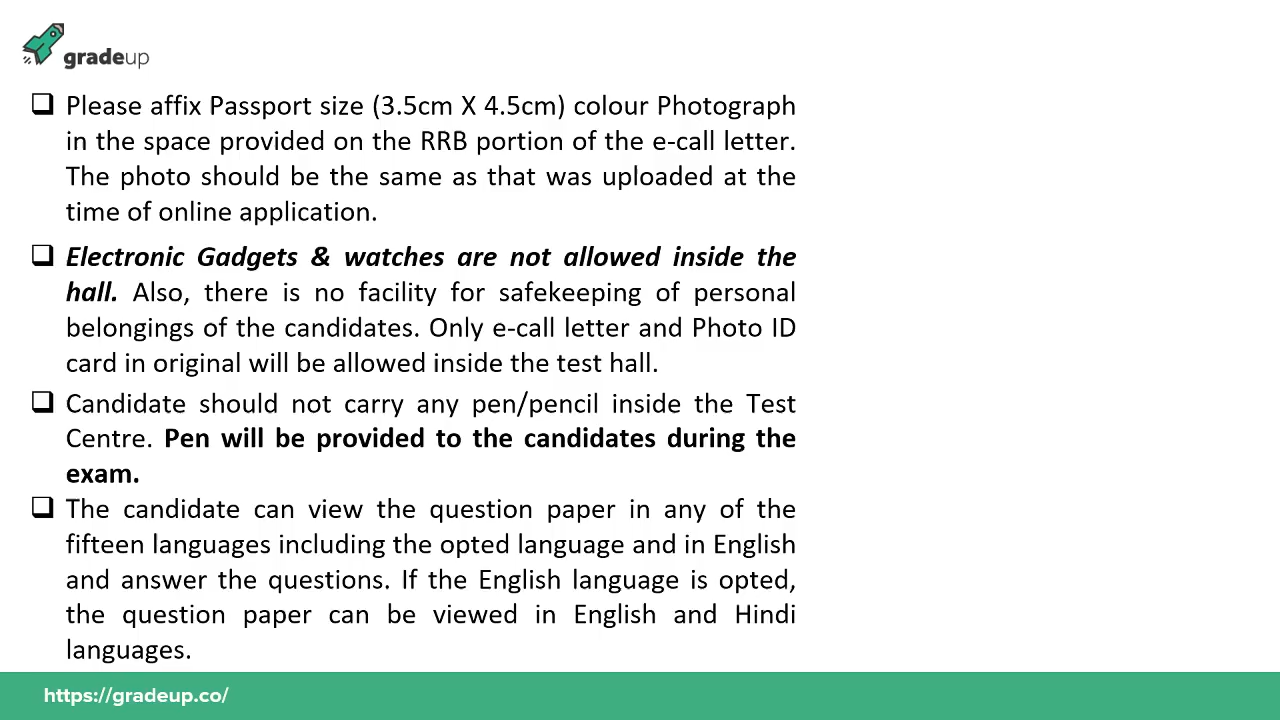 gradeup
Please affix Passport size (3.5cm X 4.5cm) colour Photograph
in the space provided on the RRB portion of the e-call letter.
The photo should be the same as that was uploaded at the
time of online application.
Electronic Gadgets & watches are not allowed inside the
hall. Also, there is no facility for safekeeping of personal
belongings of the candidates. Only e-call letter and Photo ID
card in original will be allowed inside the test hall.
Candidate should not carry any pen/pencil inside the Test
Centre. Pen will be provided to the candidates during the
exam.
The candidate can view the question paper in any of the
fifteen languages including the opted language and in English
and answer the questions. If the English language is opted,
the question paper can be viewed in English and Hindi
languages.
https://gradeup.co/